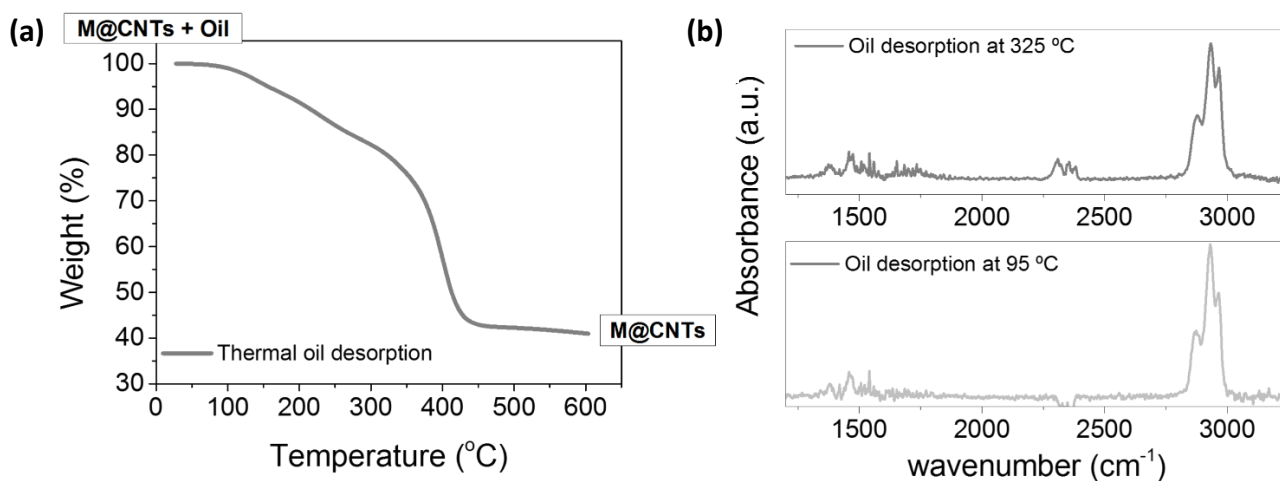 (a)
M@CNTs + Oil
100
90
80
70
60
50
40
30
Weight (%)
M@CNTs
Thermal oil desorption
0 100 200 300 400 500 600
Temperature (°C)
(b)
Absorbance (a.u.)
Oil desorption at 325 ºC
1500 2000 2500 3000
Oil desorption at 95 ºC
1500 2000 2500 3000
wavenumber (cm⁻¹)